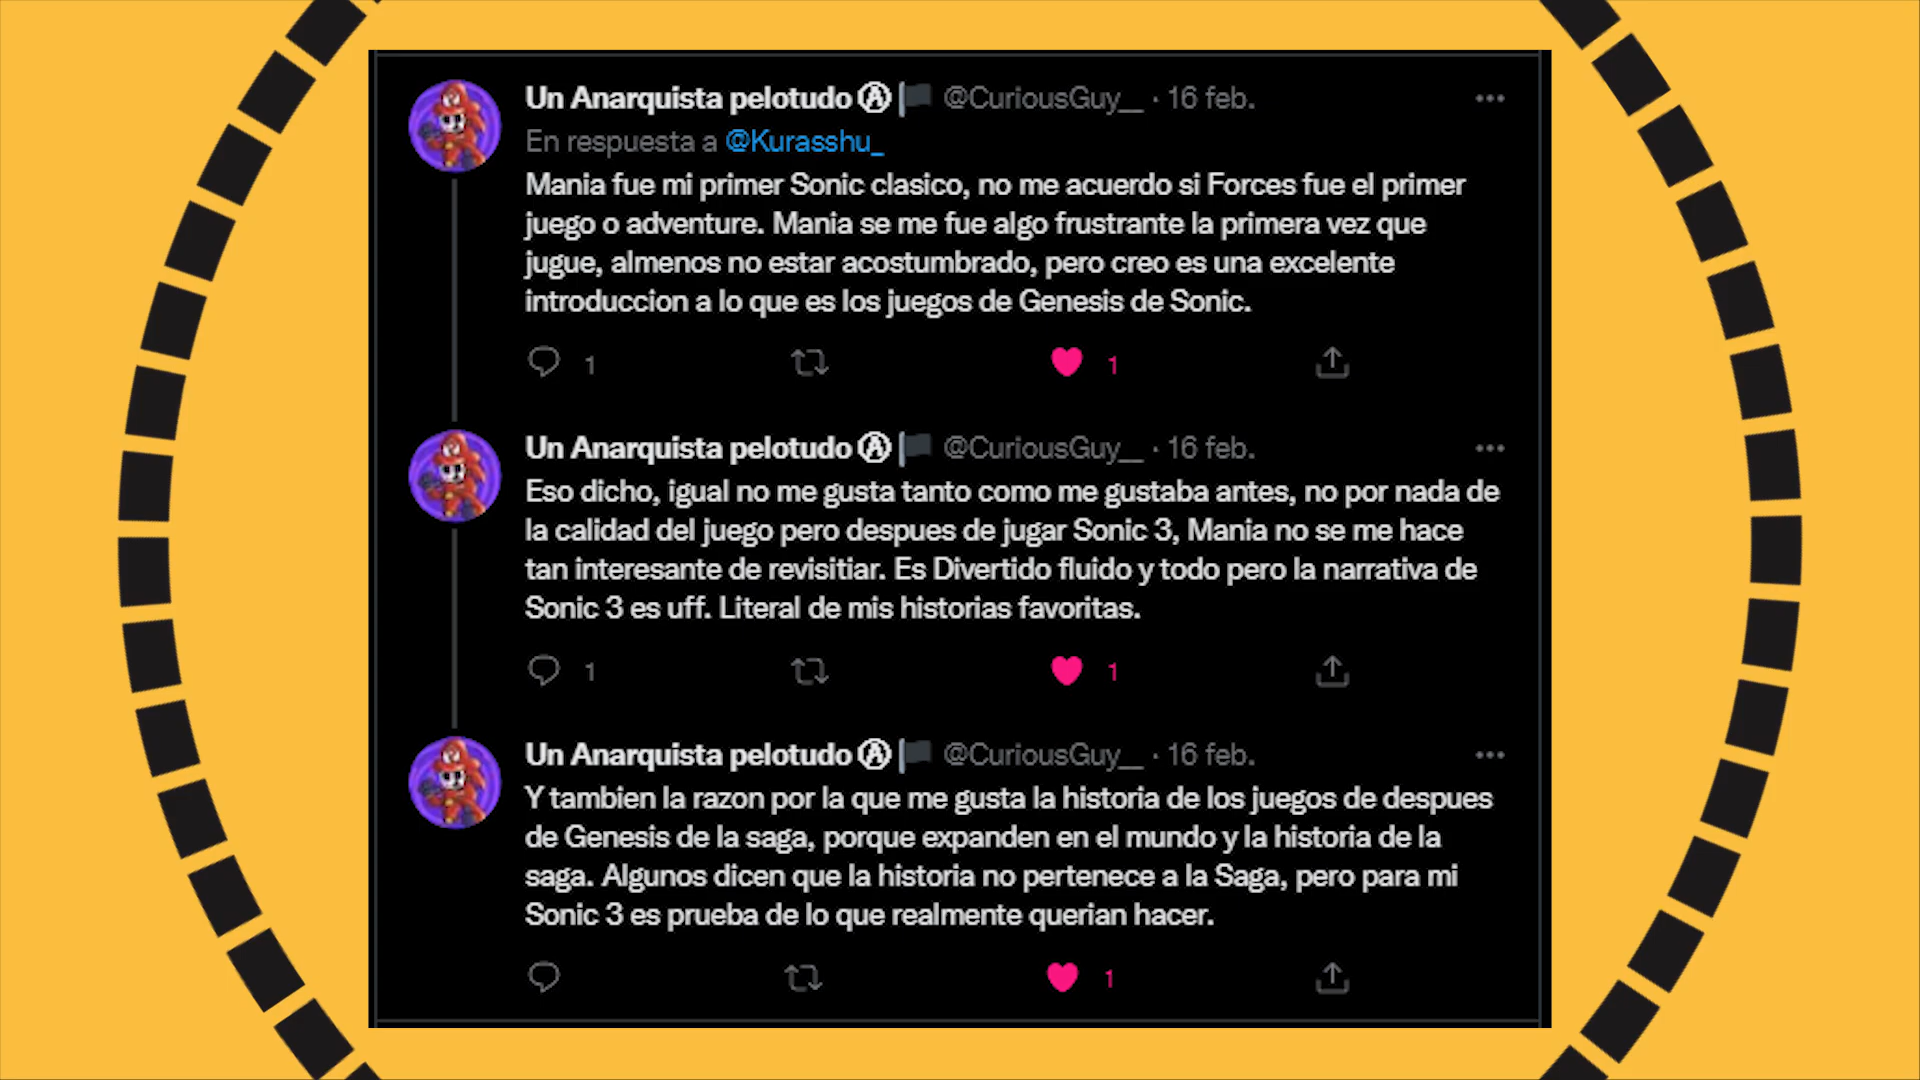 Un Anarquista pelotudo Ⓐ🏴 @CuriousGuy__ · 16 feb.
En respuesta a @Kurasshu_
Mania fue mi primer Sonic clasico, no me acuerdo si Forces fue el primer
juego o adventure. Mania se me fue algo frustrante la primera vez que
jugue, almenos no estar acostumbrado, pero creo es una excelente
introduccion a lo que es los juegos de Genesis de Sonic.
1 1
Un Anarquista pelotudo Ⓐ🏴 @CuriousGuy__ · 16 feb.
Eso dicho, igual no me gusta tanto como me gustaba antes, no por nada de
la calidad del juego pero despues de jugar Sonic 3, Mania no se me hace
tan interesante de revisitiar. Es Divertido fluido y todo pero la narrativa de
Sonic 3 es uff. Literal de mis historias favoritas.
1 1
Un Anarquista pelotudo Ⓐ🏴 @CuriousGuy__ · 16 feb.
Y tambien la razon por la que me gusta la historia de los juegos de despues
de Genesis de la saga, porque expanden en el mundo y la historia de la
saga. Algunos dicen que la historia no pertenece a la Saga, pero para mi
Sonic 3 es prueba de lo que realmente querian hacer.
1